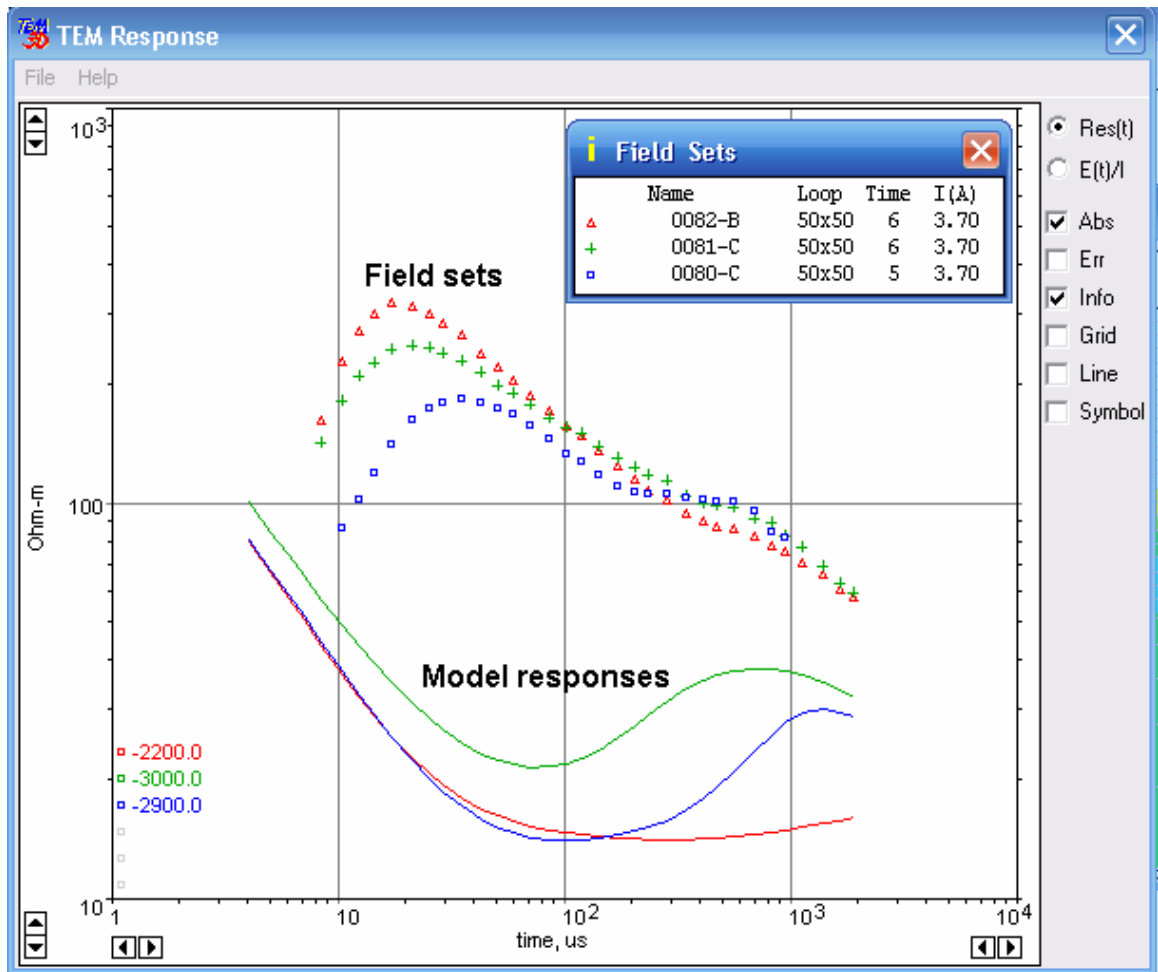 TEM 3D TEM Response
File Help
10³
100
10
Ohm-m
1 10 10² 10³ 10⁴
time, us
Field sets
Model responses
-2200.0
-3000.0
-2900.0
i Field Sets
Name Loop Time I(A)
0082-B 50x50 6 3.70
0081-C 50x50 6 3.70
0080-C 50x50 5 3.70
Res(t)
E(t)/I
Abs
Err
Info
Grid
Line
Symbol